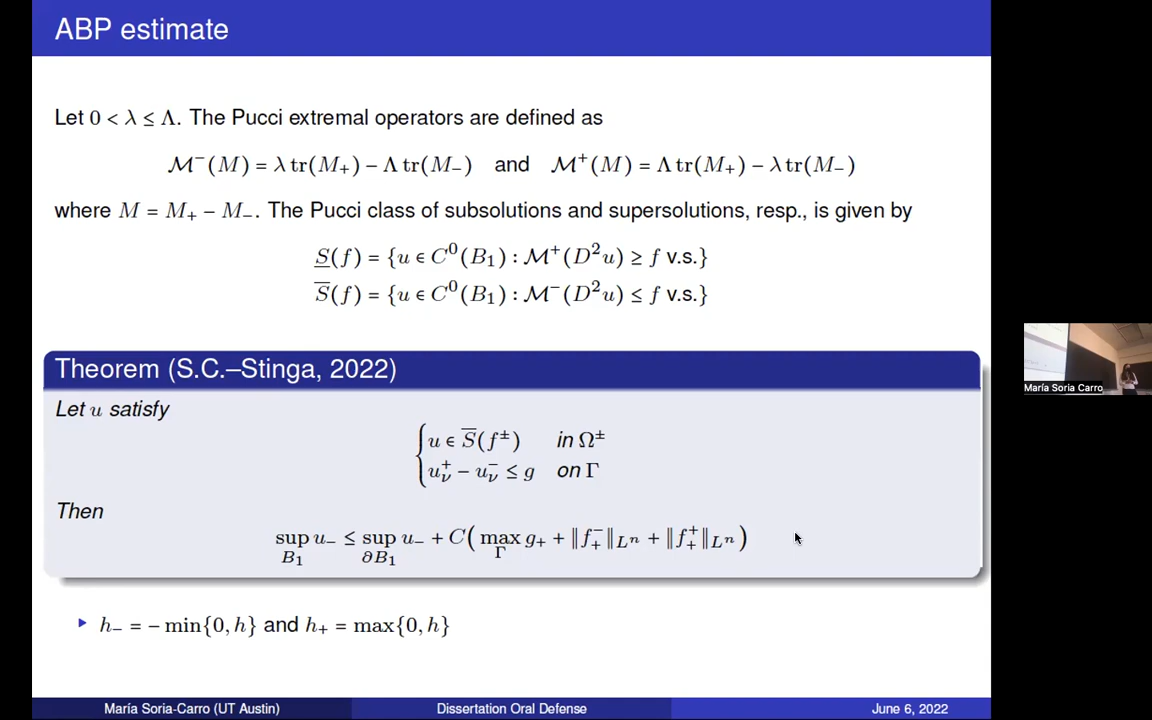 ABP estimate
Let 0 < λ ≤ Λ. The Pucci extremal operators are defined as
ℳ⁻(M) = λ tr(M₊) − Λ tr(M₋) and ℳ⁺(M) = Λ tr(M₊) − λ tr(M₋)
where M = M₊ − M₋. The Pucci class of subsolutions and supersolutions, resp., is given by
S̲(f) = {u ∈ C⁰(B₁) : ℳ⁺(D²u) ≥ f v.s.}
S̅(f) = {u ∈ C⁰(B₁) : ℳ⁻(D²u) ≤ f v.s.}
Theorem (S.C.–Stinga, 2022)
Let u satisfy
{ u ∈ S̅(f^±) in Ω^±
u_ν^+ − u_ν^- ≤ g on Γ
Then
sup_{B₁} u₋ ≤ sup_{∂B₁} u₋ + C( max_Γ g₊ + ‖f₊^-‖_{L^n} + ‖f₊^+‖_{L^n} )
h₋ = − min{0, h} and h₊ = max{0, h}
María Soria-Carro (UT Austin) Dissertation Oral Defense June 6, 2022
María Soria Carro